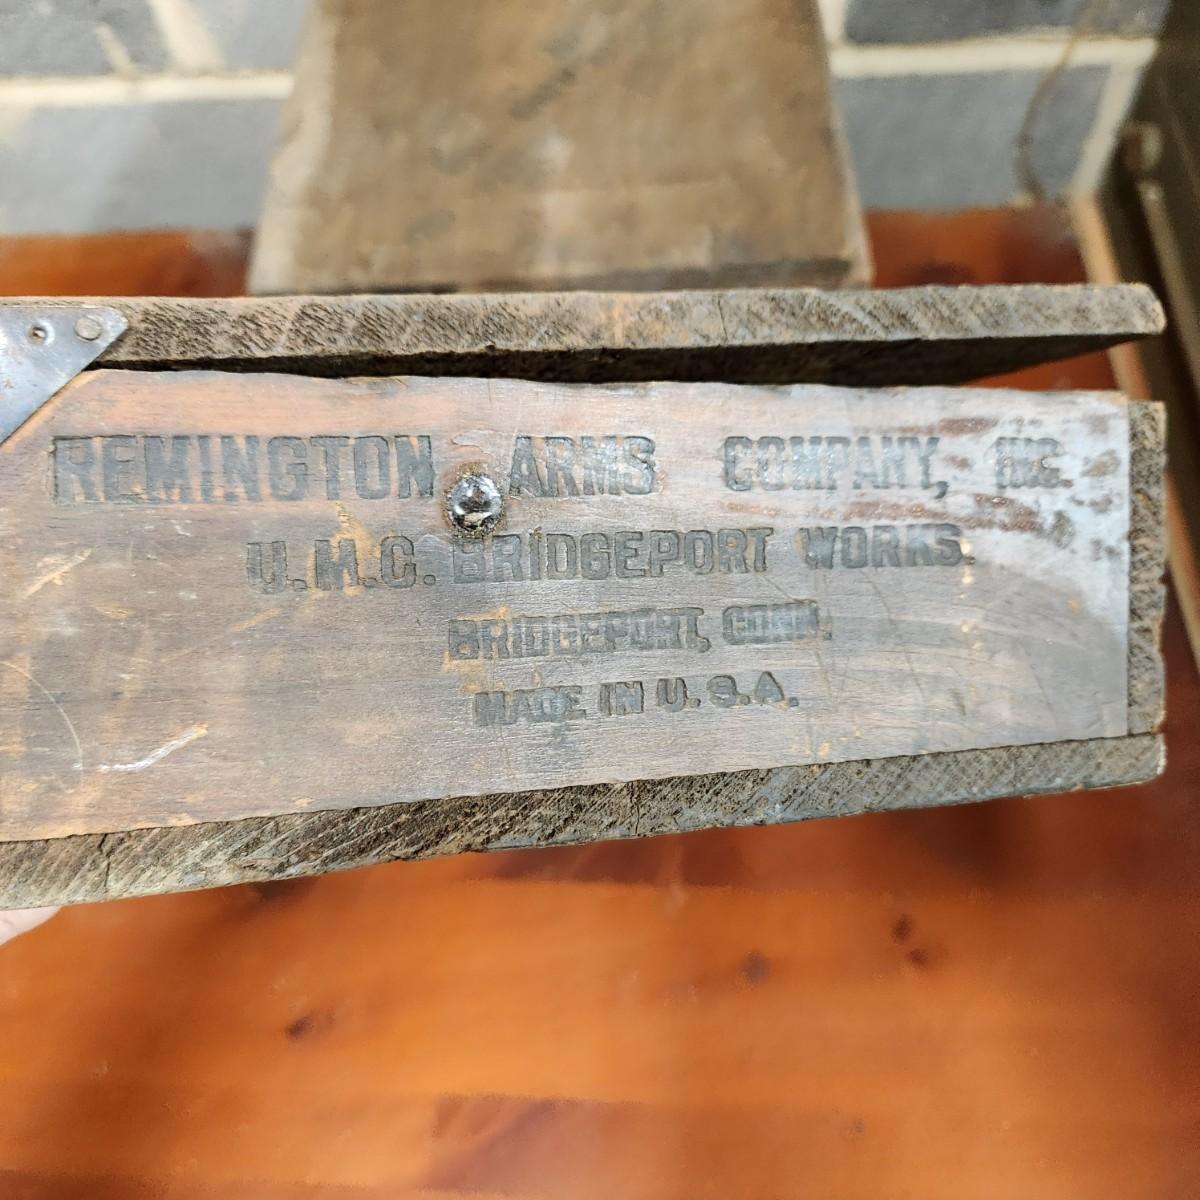 REMINGTON ARMS COMPANY, INC.
U.M.C. BRIDGEPORT WORKS.
BRIDGEPORT, CONN.
MADE IN U.S.A.